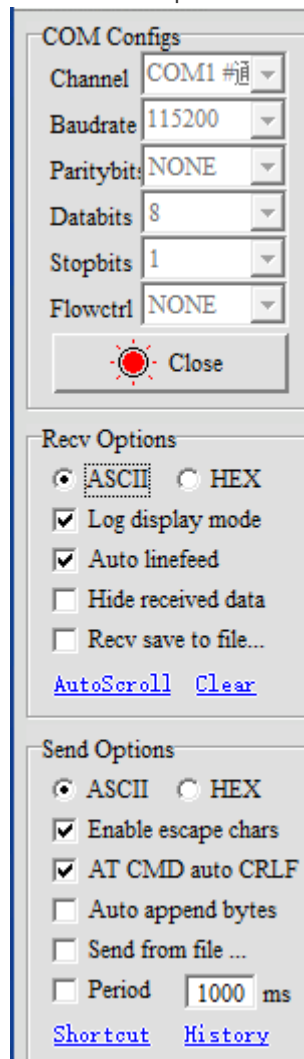 COM Configs
Channel COM1 #通
Baudrate 115200
Paritybits NONE
Databits 8
Stopbits 1
Flowctrl NONE
Close
Recv Options
ASCII HEX
Log display mode
Auto linefeed
Hide received data
Recv save to file...
AutoScroll Clear
Send Options
ASCII HEX
Enable escape chars
AT CMD auto CRLF
Auto append bytes
Send from file ...
Period 1000 ms
Shortcut History